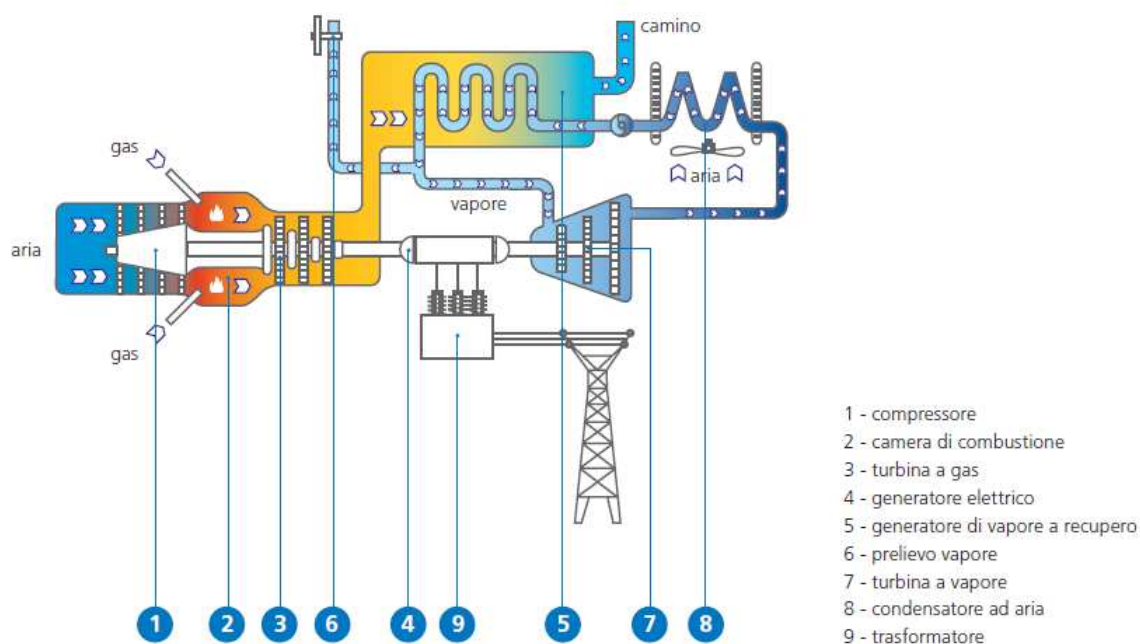 camino
gas
aria
vapore
aria
gas
1 - compressore
2 - camera di combustione
3 - turbina a gas
4 - generatore elettrico
5 - generatore di vapore a recupero
6 - prelievo vapore
7 - turbina a vapore
8 - condensatore ad aria
9 - trasformatore
1 2 3 6 4 9 5 7 8